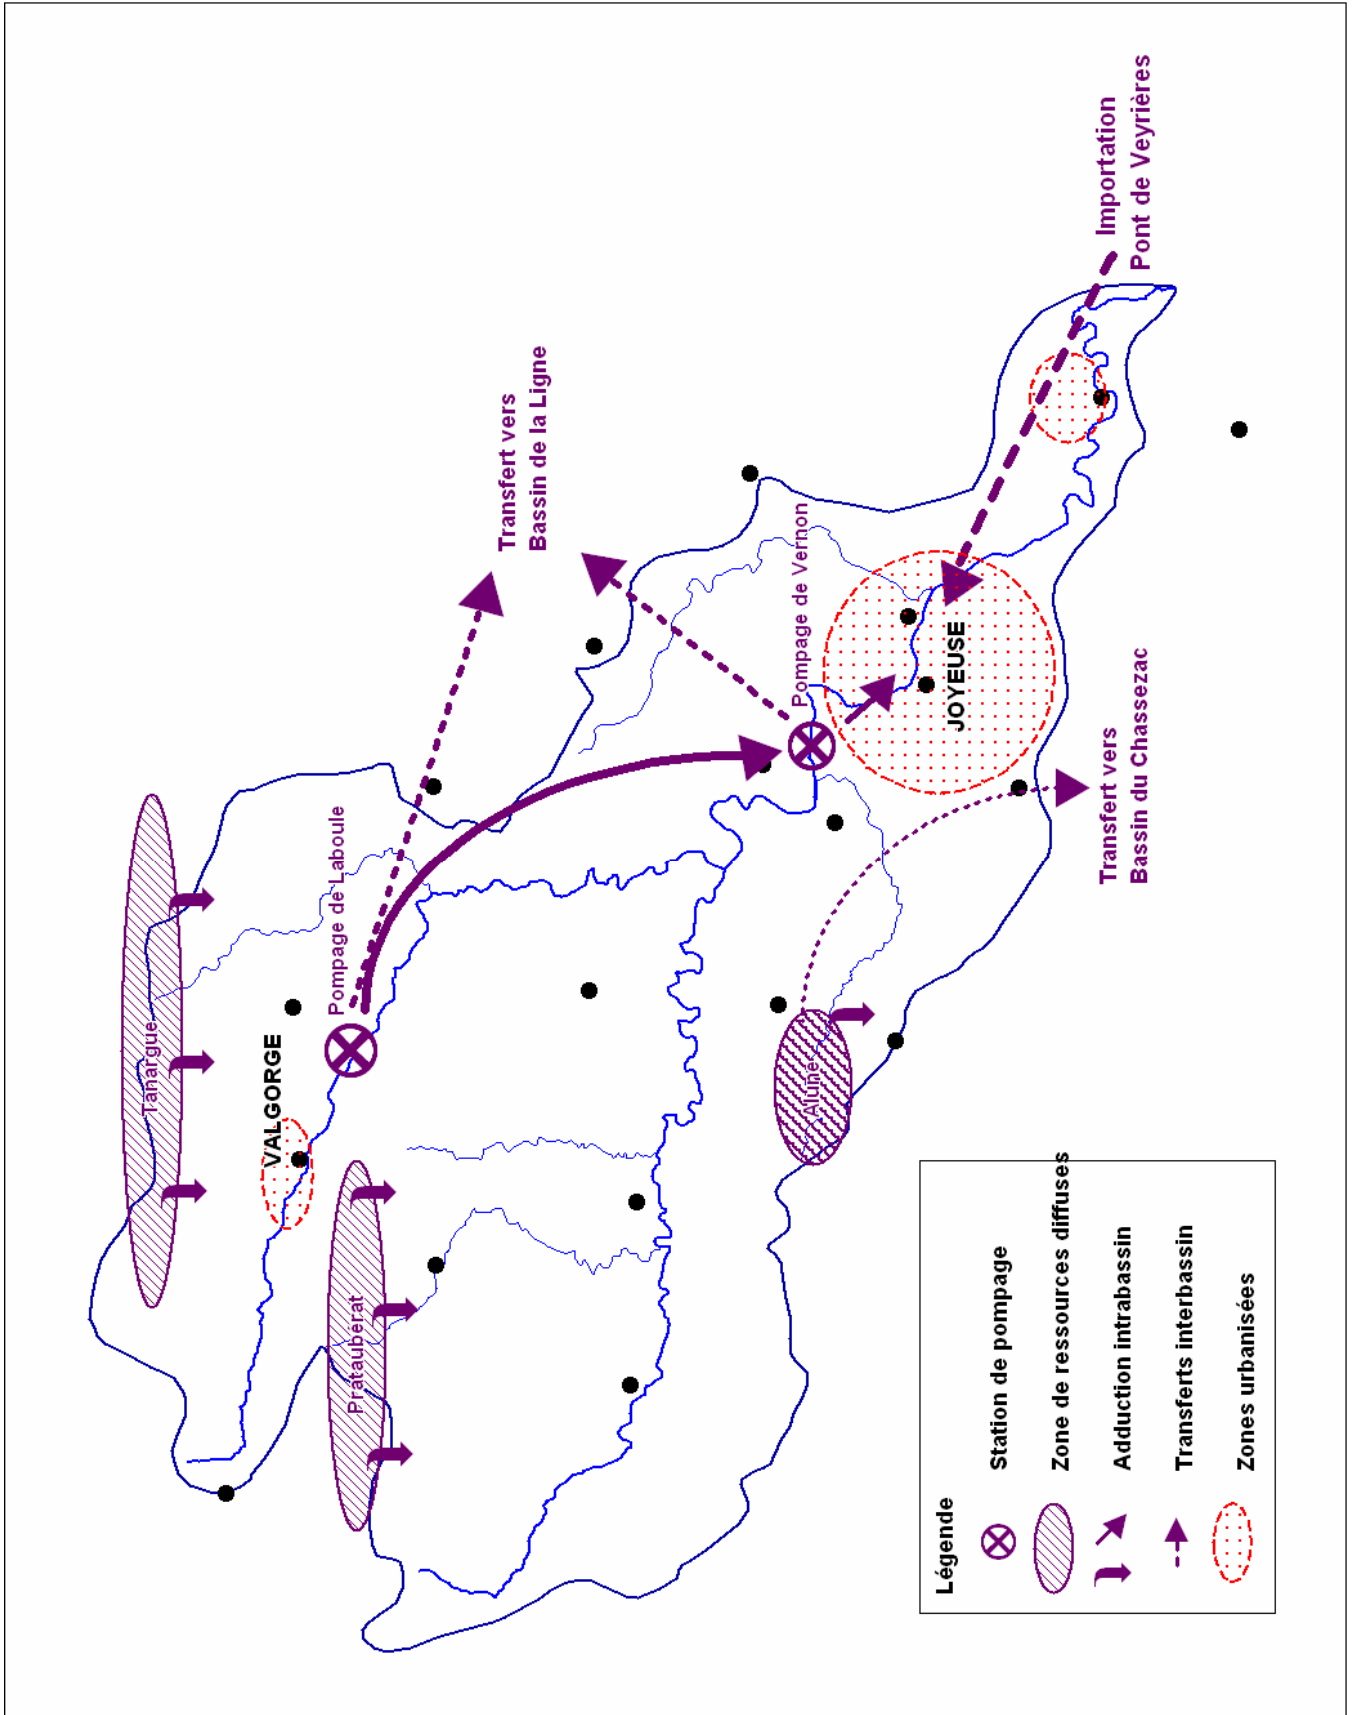 Tanargue
VALGORGE
Pompage de Laboule
Prataubérat
Transfert vers
Bassin de la Ligne
Pompage de Vernon
JOYEUSE
Alune
Importation
Pont de Veyrières
Transfert vers
Bassin du Chassezac
Légende
Station de pompage
Zone de ressources diffuses
Adduction intrabassin
Transferts interbassin
Zones urbanisées